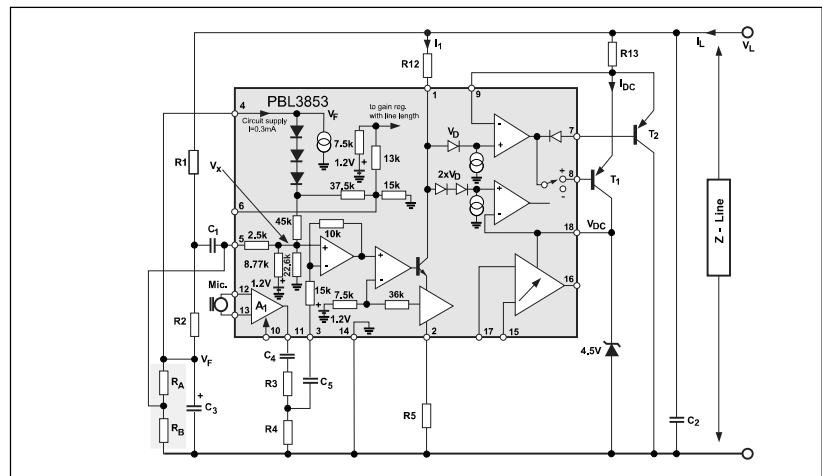 I1
IL
VL
R12
R13
IDC
1
9
PBL3853
4
Circuit supply
I=0.3mA
VF
to gain reg.
with line length
7.5k
1.2V
+
13k
VD
-
+
7
T2
R1
Vx
37.5k
15k
2xVD
+
-
8
T1
6
45k
10k
+
-
18
VDC
C1
5
2.5k
8.77k
22.6k
1.2V
+
+
-
+
-
Z - Line
Mic.
12
13
A1
15k
+
7.5k
1.2V
36k
16
R2
10
11
3
14
2
17
15
VF
C4
4.5V
RA
+
C3
R3
C5
RB
R4
R5
C2